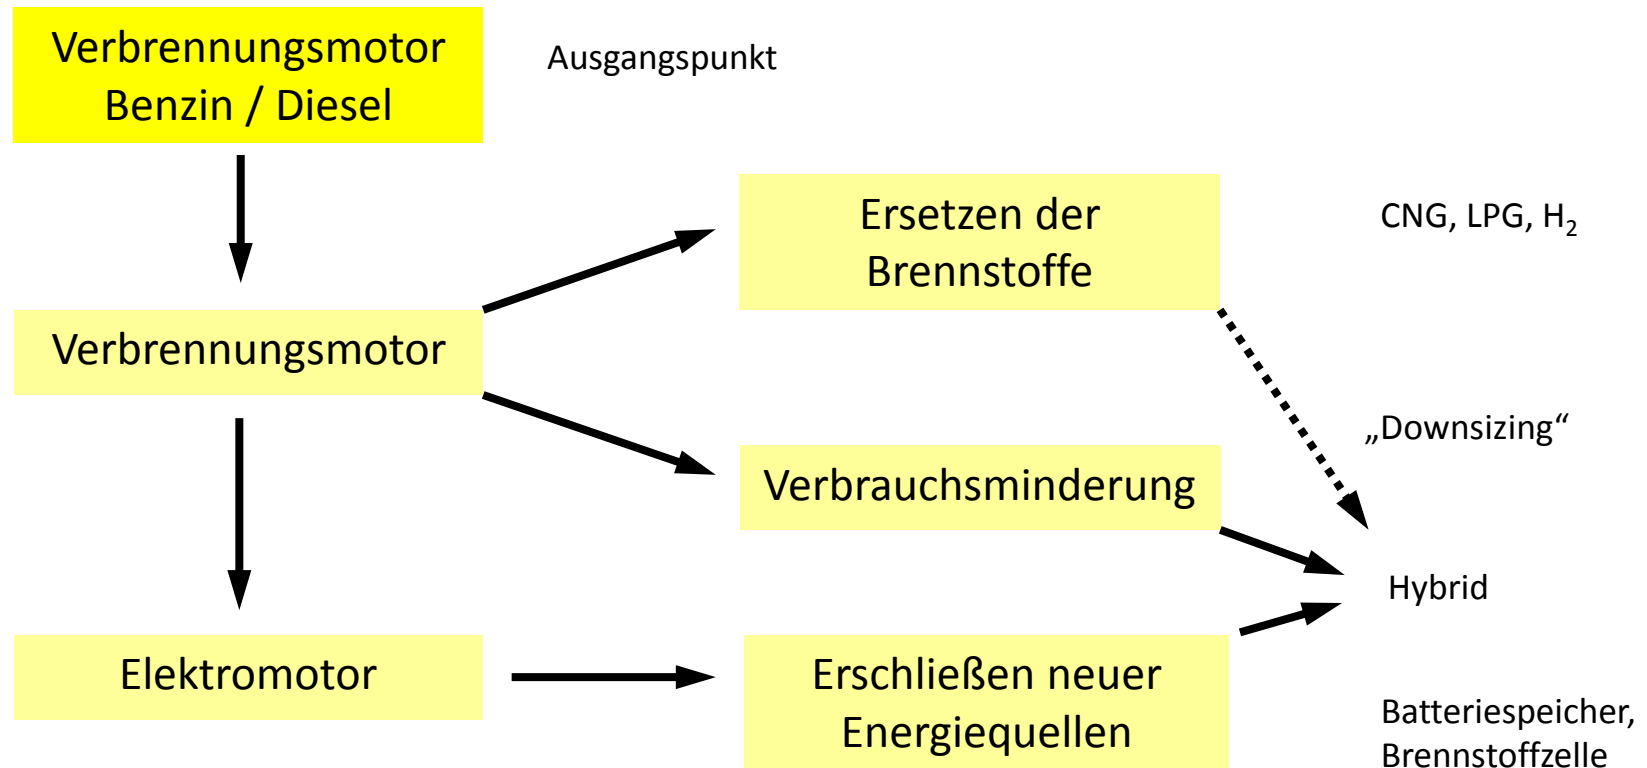 Verbrennungsmotor
Benzin / Diesel
Ausgangspunkt
Ersetzen der
Brennstoffe
CNG, LPG, H₂
Verbrennungsmotor
„Downsizing“
Verbrauchsminderung
Hybrid
Elektromotor
Erschließen neuer
Energiequellen
Batteriespeicher,
Brennstoffzelle